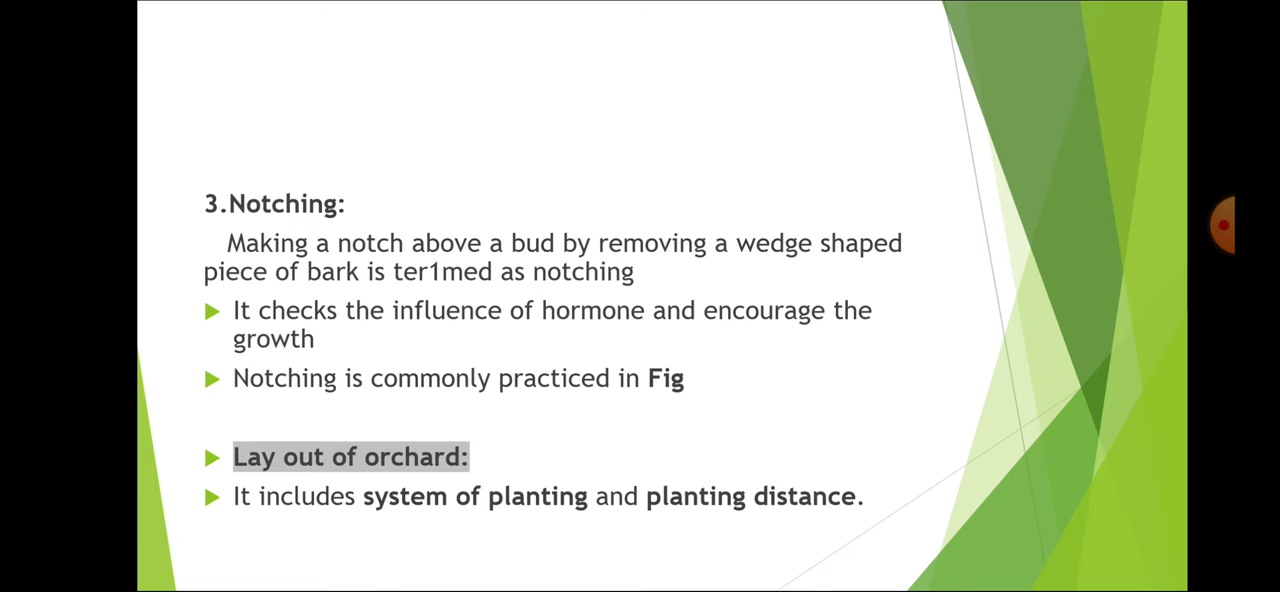 3.Notching:
Making a notch above a bud by removing a wedge shaped
piece of bark is ter1med as notching
It checks the influence of hormone and encourage the
growth
Notching is commonly practiced in Fig
Lay out of orchard:
It includes system of planting and planting distance.